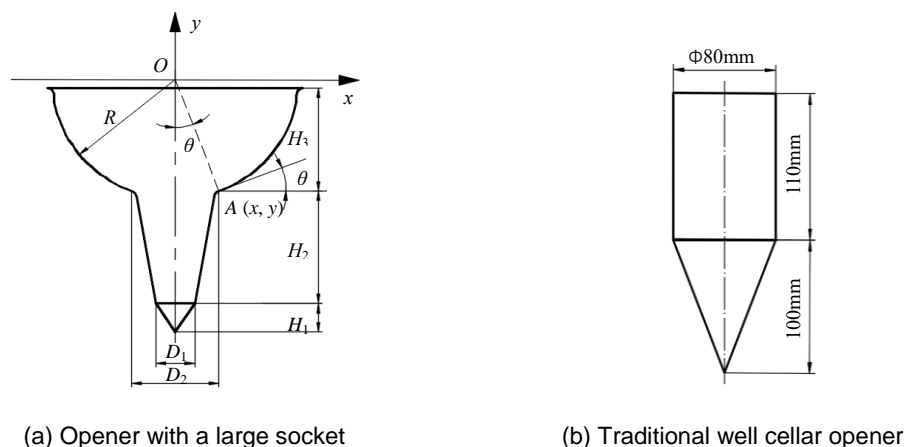 y
O
x
R
θ
H3
θ
A (x, y)
H2
H1
D1
D2
Φ80mm
110mm
100mm
(a) Opener with a large socket
(b) Traditional well cellar opener